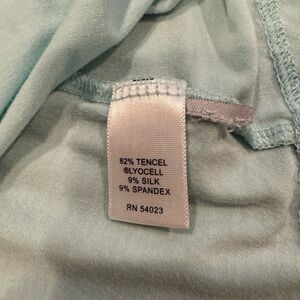 82% TENCEL
®LYOCELL
9% SILK
9% SPANDEX
RN 54023